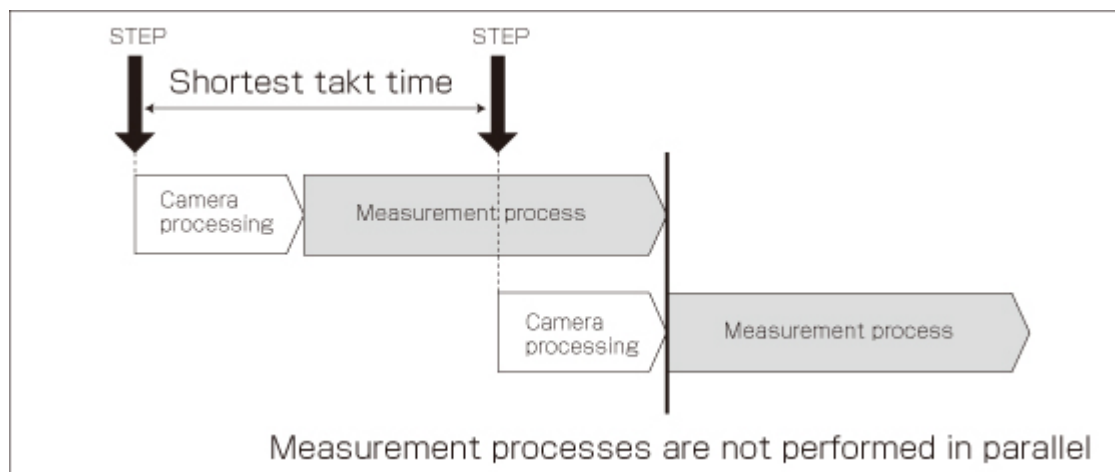 STEP
STEP
Shortest takt time
Camera
processing
Measurement process
Camera
processing
Measurement process
Measurement processes are not performed in parallel